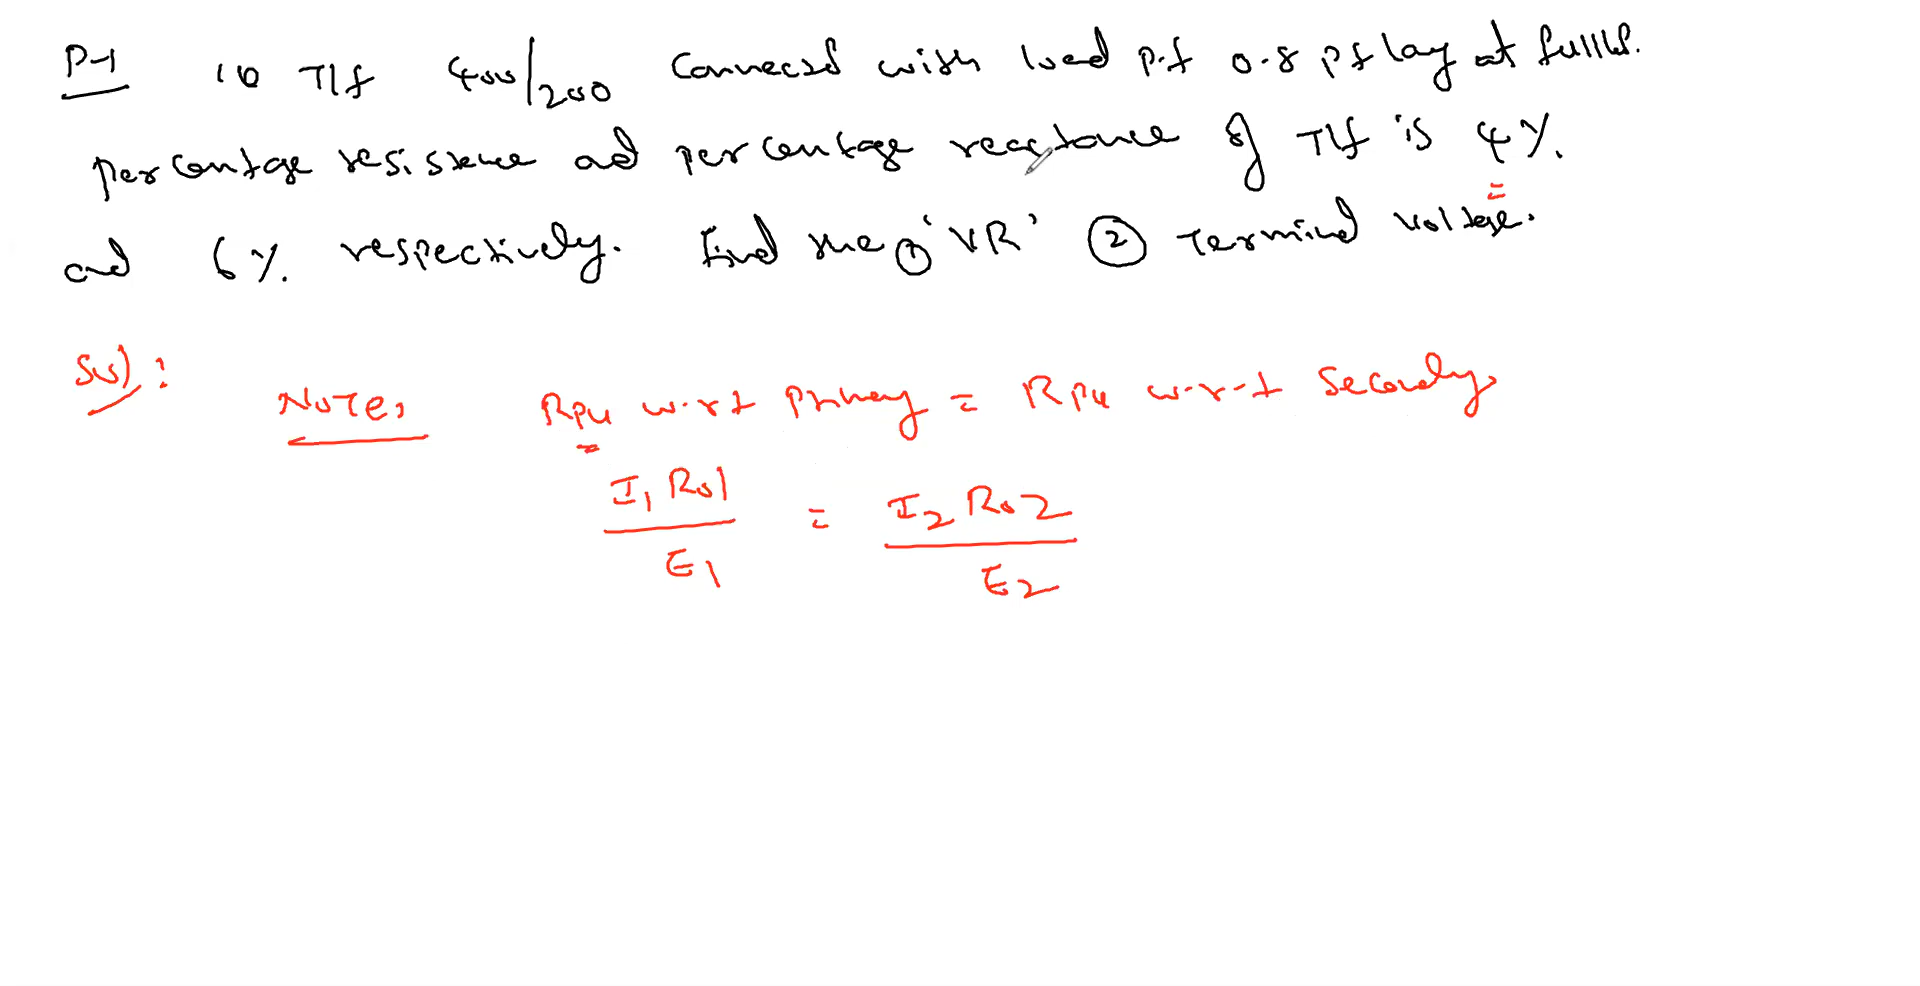 P-1 1Φ T/f 400/200 Connected with load p.f 0.8 pf lag at full ld.
percentage resistance and percentage reactance of T/f is 4%
and 6% respectively. Find the ① 'VR' ② Terminal voltage.
Sol:
Note: Rpu w.r.t primary = Rpu w.r.t Secondary
I1 R01 / E1 = I2 R02 / E2